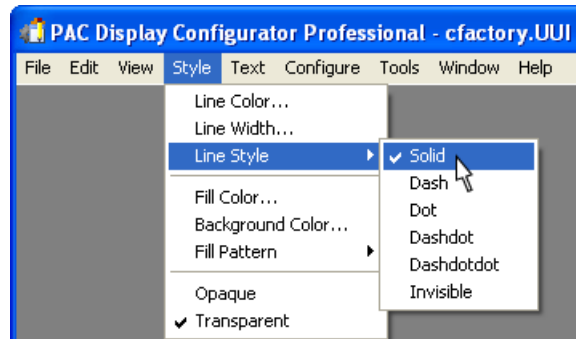 PAC Display Configurator Professional - cfactory.UUI
File Edit View Style Text Configure Tools Window Help
Line Color...
Line Width...
Line Style
Solid
Dash
Dot
Dashdot
Dashdotdot
Invisible
Fill Color...
Background Color...
Fill Pattern
Opaque
Transparent